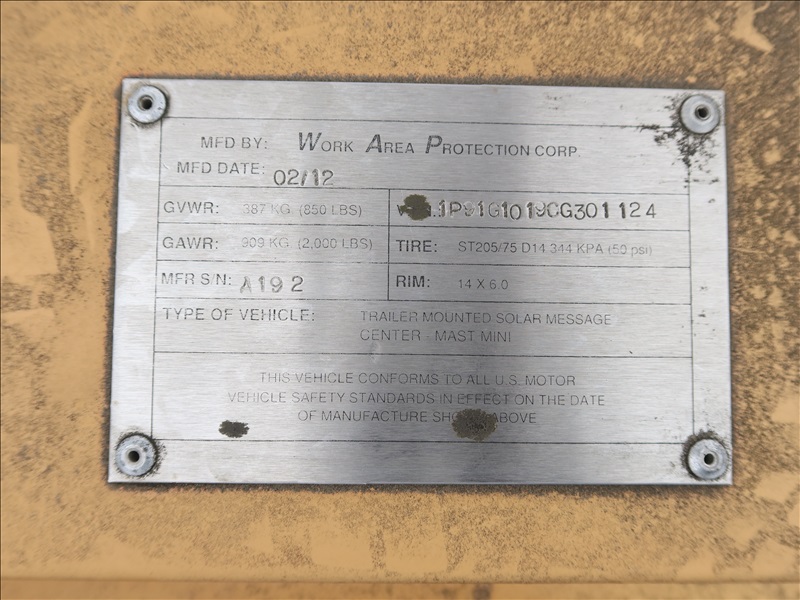 MFD BY: WORK AREA PROTECTION CORP.
MFD DATE: 02/12
GVWR: 387 KG (850 LBS)
1P91G1019CG301124
GAWR: 909 KG (2,000 LBS)
TIRE: ST205/75 D14 344 KPA (50 psi)
MFR S/N: A192
RIM: 14 X 6.0
TYPE OF VEHICLE: TRAILER MOUNTED SOLAR MESSAGE
CENTER - MAST MINI
THIS VEHICLE CONFORMS TO ALL U.S. MOTOR
VEHICLE SAFETY STANDARDS IN EFFECT ON THE DATE
OF MANUFACTURE ABOVE